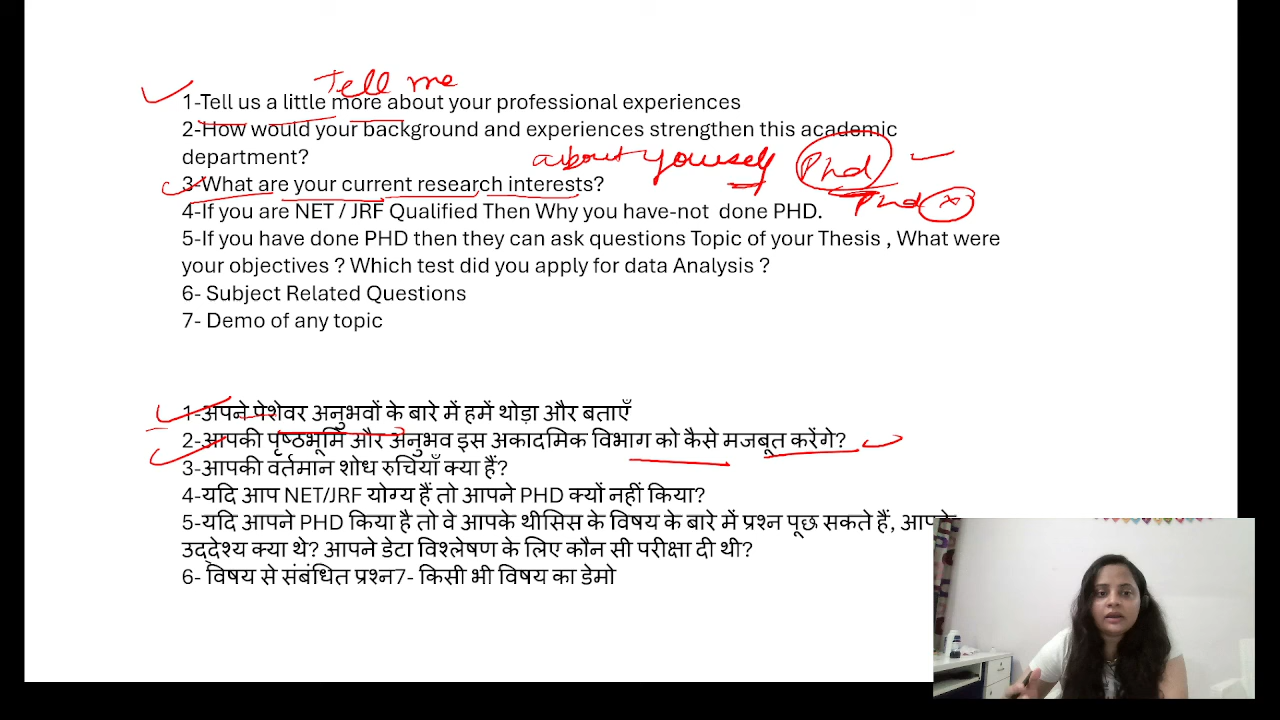 Tell me
1-Tell us a little more about your professional experiences
2-How would your background and experiences strengthen this academic
department?
about yourself Phd
3-What are your current research interests?
Phd x
4-If you are NET / JRF Qualified Then Why you have-not done PHD.
5-If you have done PHD then they can ask questions Topic of your Thesis , What were
your objectives ? Which test did you apply for data Analysis ?
6- Subject Related Questions
7- Demo of any topic
1-अपने पेशेवर अनुभवों के बारे में हमें थोड़ा और बताएँ
2-आपकी पृष्ठभूमि और अनुभव इस अकादमिक विभाग को कैसे मजबूत करेंगे?
3-आपकी वर्तमान शोध रुचियाँ क्या हैं?
4-यदि आप NET/JRF योग्य हैं तो आपने PHD क्यों नहीं किया?
5-यदि आपने PHD किया है तो वे आपके थीसिस के विषय के बारे में प्रश्न पूछ सकते हैं, आपके
उद्देश्य क्या थे? आपने डेटा विश्लेषण के लिए कौन सी परीक्षा दी थी?
6- विषय से संबंधित प्रश्न7- किसी भी विषय का डेमो